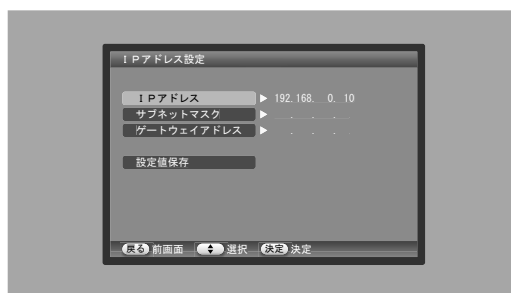 ＩＰアドレス設定
ＩＰアドレス ▶ 192.168. 0. 10
サブネットマスク ▶ . . .
ゲートウェイアドレス ▶ . . .
設定値保存
戻る 前画面 選択 決定 決定